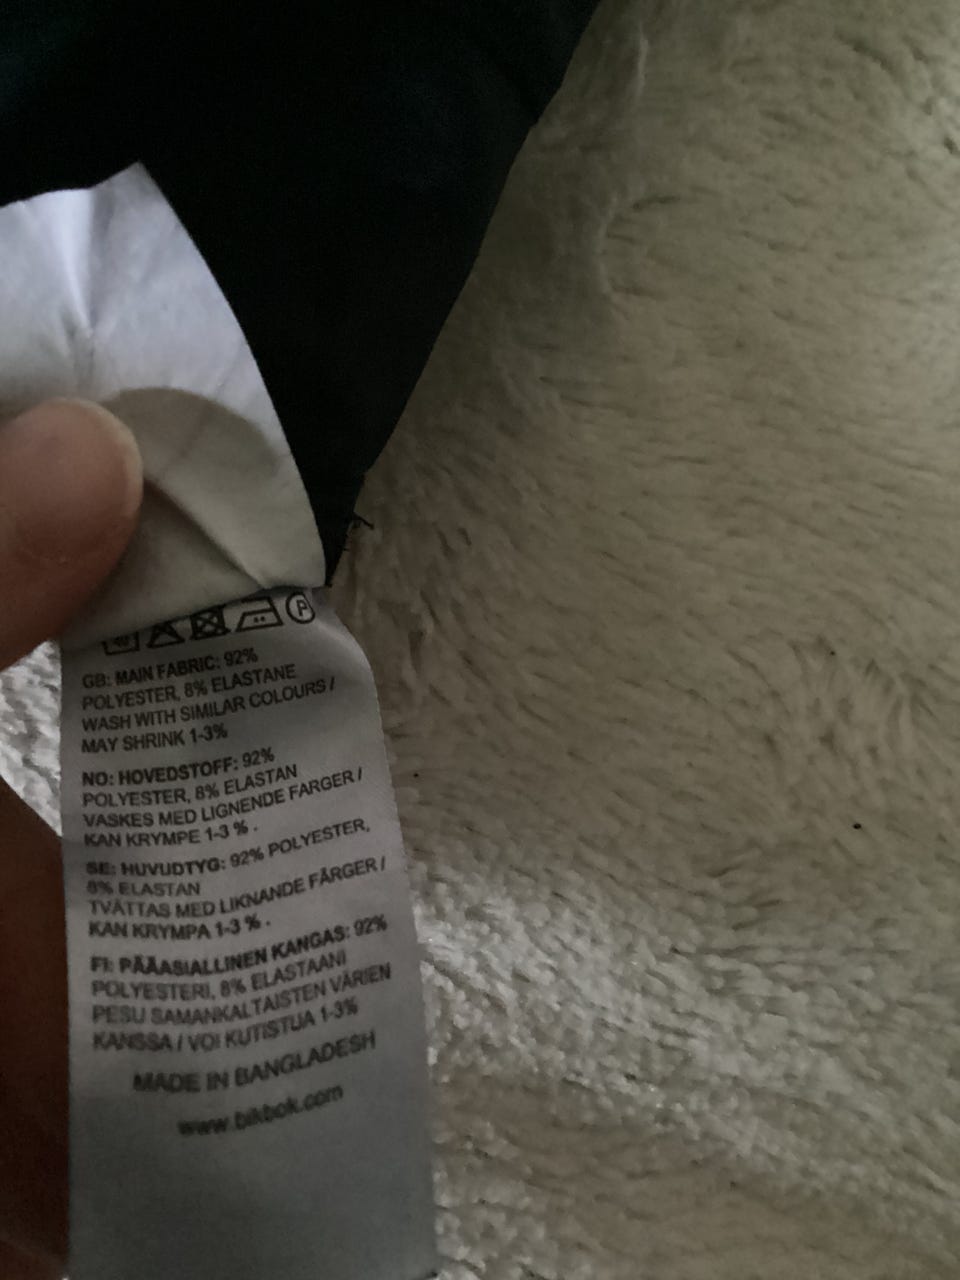 P
GB: MAIN FABRIC: 92%
POLYESTER, 8% ELASTANE
WASH WITH SIMILAR COLOURS /
MAY SHRINK 1-3%
NO: HOVEDSTOFF: 92%
POLYESTER, 8% ELASTAN
VASKES MED LIGNENDE FARGER /
KAN KRYMPE 1-3 % .
SE: HUVUDTYG: 92% POLYESTER,
8% ELASTAN
TVÄTTAS MED LIKNANDE FÄRGER /
KAN KRYMPA 1-3 % .
FI: PÄÄASIALLINEN KANGAS: 92%
POLYESTERI, 8% ELASTAANI
PESU SAMANKALTAISTEN VÄRIEN
KANSSA / VOI KUTISTUA 1-3%
MADE IN BANGLADESH
www.bikbok.com